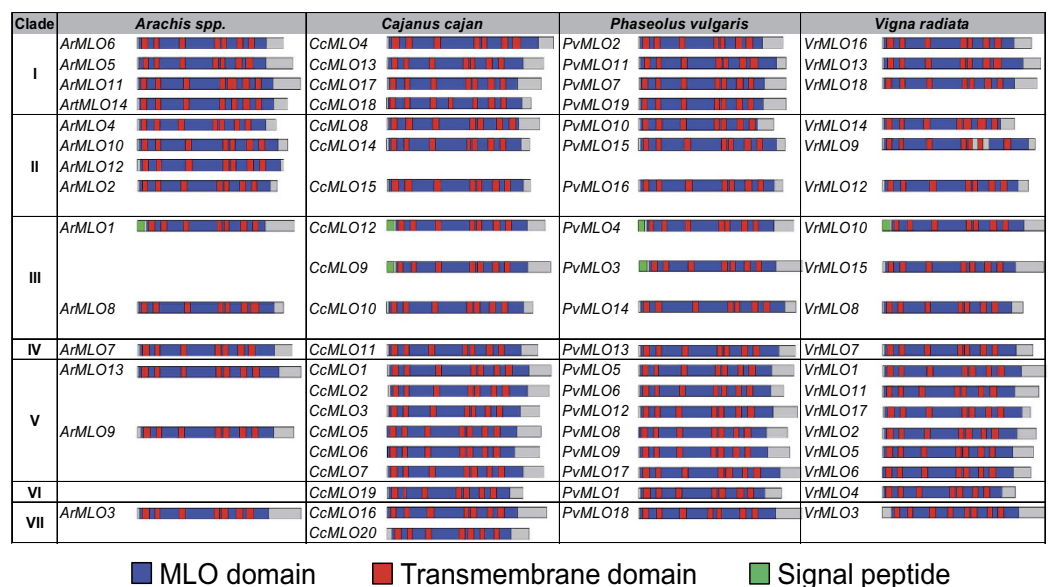 Clade Arachis spp. Cajanus cajan Phaseolus vulgaris Vigna radiata
I
ArMLO6 CcMLO4 PvMLO2 VrMLO16
ArMLO5 CcMLO13 PvMLO11 VrMLO13
ArMLO11 CcMLO17 PvMLO7 VrMLO18
ArtMLO14 CcMLO18 PvMLO19
II
ArMLO4 CcMLO8 PvMLO10 VrMLO14
ArMLO10 CcMLO14 PvMLO15 VrMLO9
ArMLO12
ArMLO2 CcMLO15 PvMLO16 VrMLO12
III
ArMLO1 CcMLO12 PvMLO4 VrMLO10
CcMLO9 PvMLO3 VrMLO15
ArMLO8 CcMLO10 PvMLO14 VrMLO8
IV ArMLO7 CcMLO11 PvMLO13 VrMLO7
V
ArMLO13 CcMLO1 PvMLO5 VrMLO1
CcMLO2 PvMLO6 VrMLO11
CcMLO3 PvMLO12 VrMLO17
ArMLO9 CcMLO5 PvMLO8 VrMLO2
CcMLO6 PvMLO9 VrMLO5
CcMLO7 PvMLO17 VrMLO6
VI CcMLO19 PvMLO1 VrMLO4
VII
ArMLO3 CcMLO16 PvMLO18 VrMLO3
CcMLO20
MLO domain Transmembrane domain Signal peptide